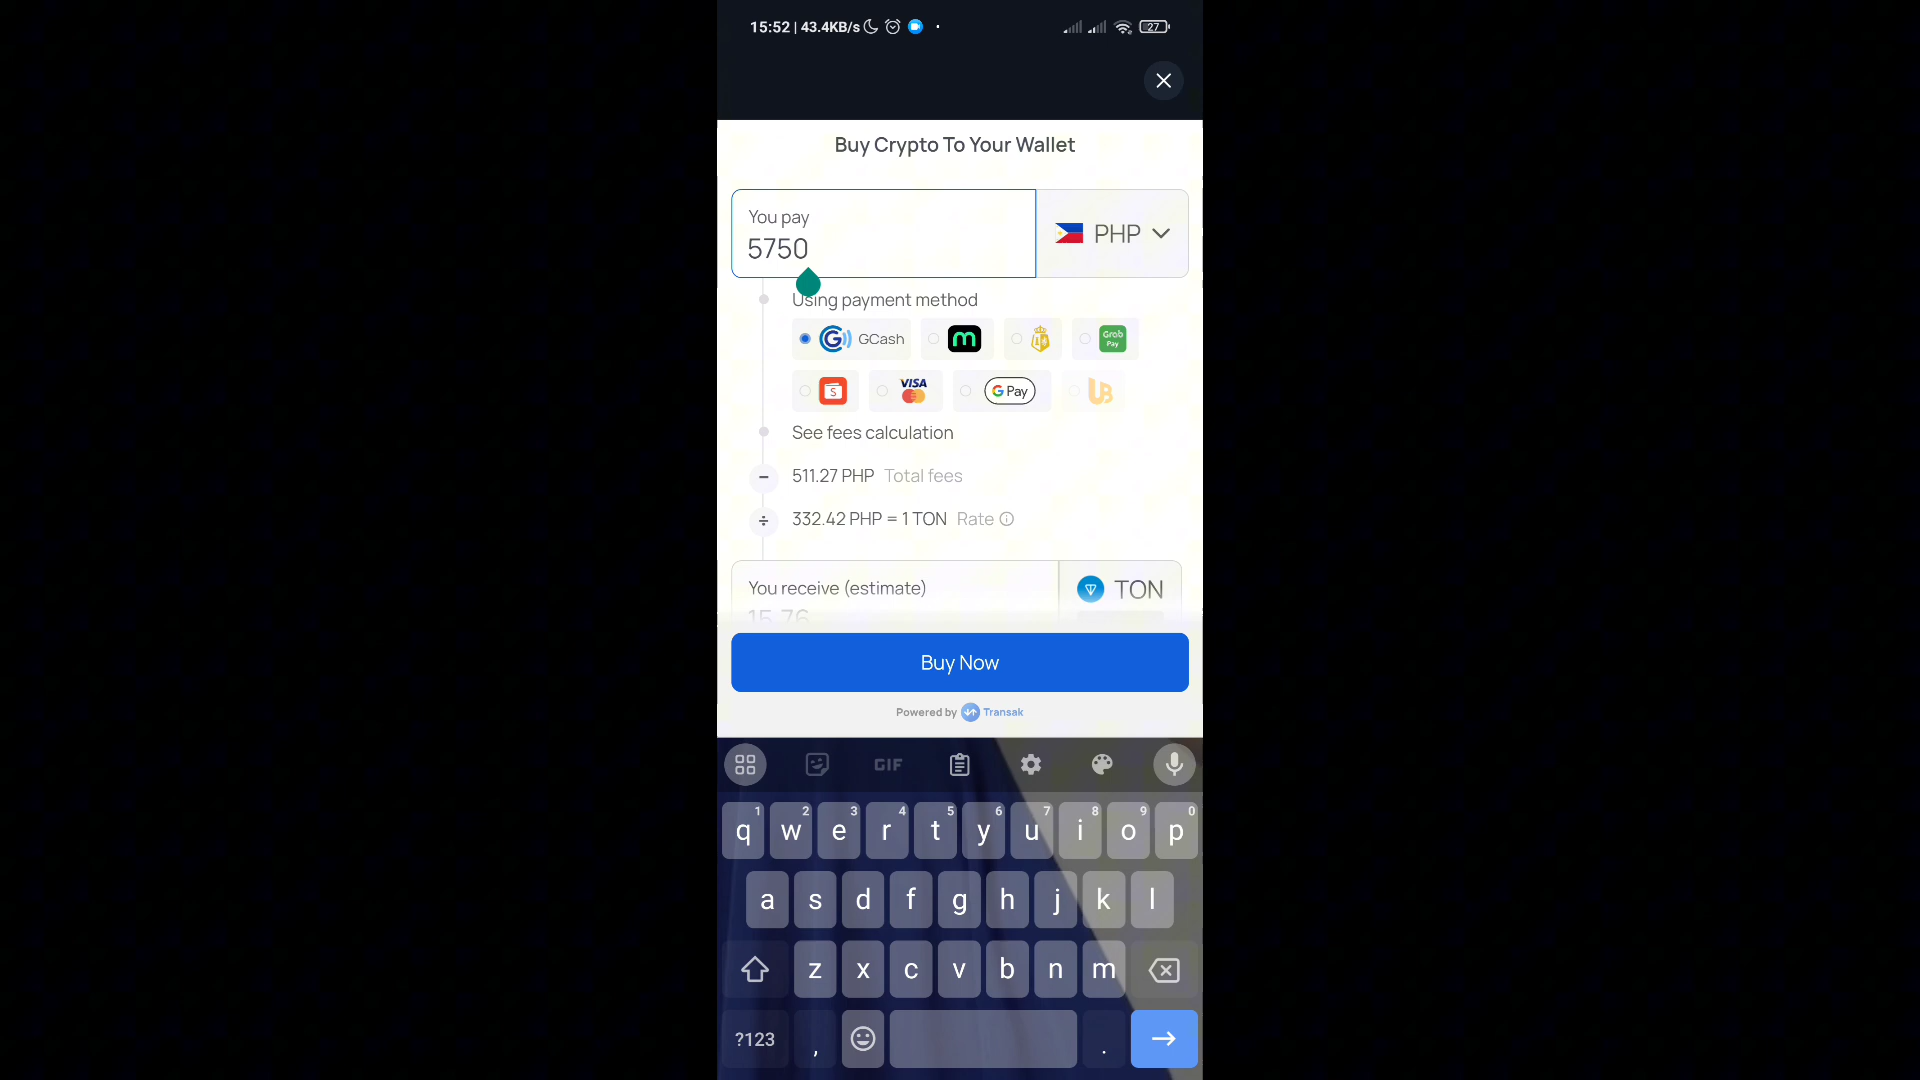 15:52 | 43.4KB/s
27
Buy Crypto To Your Wallet
You pay
5750
PHP
Using payment method
GCash
Grab
Pay
S
VISA
G Pay
UB
See fees calculation
− 511.27 PHP Total fees
÷ 332.42 PHP = 1 TON Rate
You receive (estimate)
15.76
TON
Buy Now
Powered by Transak
GIF
1 2 3 4 5 6 7 8 9 0
q w e r t y u i o p
a s d f g h j k l
z x c v b n m
?123 , .